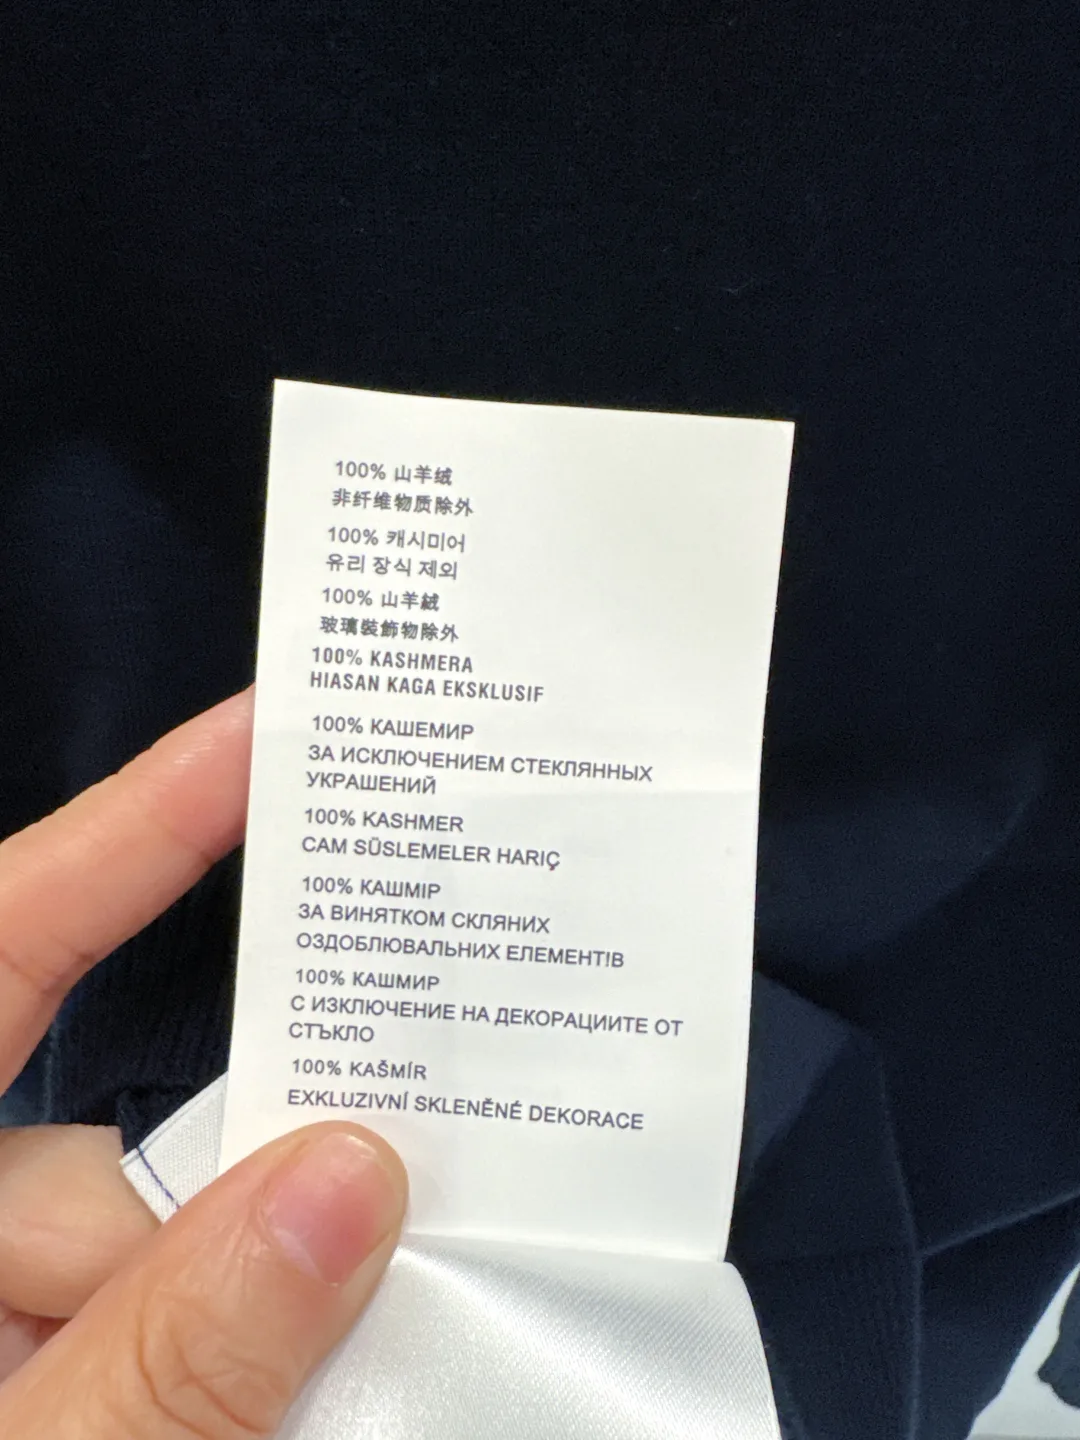 100% 山羊绒
非纤维物质除外
100% 캐시미어
유리 장식 제외
100% 山羊絨
玻璃裝飾物除外
100% KASHMERA
HIASAN KAGA EKSKLUSIF
100% КАШЕМИР
ЗА ИСКЛЮЧЕНИЕМ СТЕКЛЯННЫХ
УКРАШЕНИЙ
100% KASHMER
CAM SÜSLEMELER HARIÇ
100% КАШМІР
ЗА ВИНЯТКОМ СКЛЯНИХ
ОЗДОБЛЮВАЛЬНИХ ЕЛЕМЕНТ!В
100% КАШМИР
С ИЗКЛЮЧЕНИЕ НА ДЕКОРАЦИИТЕ ОТ
СТЪКЛО
100% KAŠMÍR
EXKLUZIVNÍ SKLENĚNÉ DEKORACE